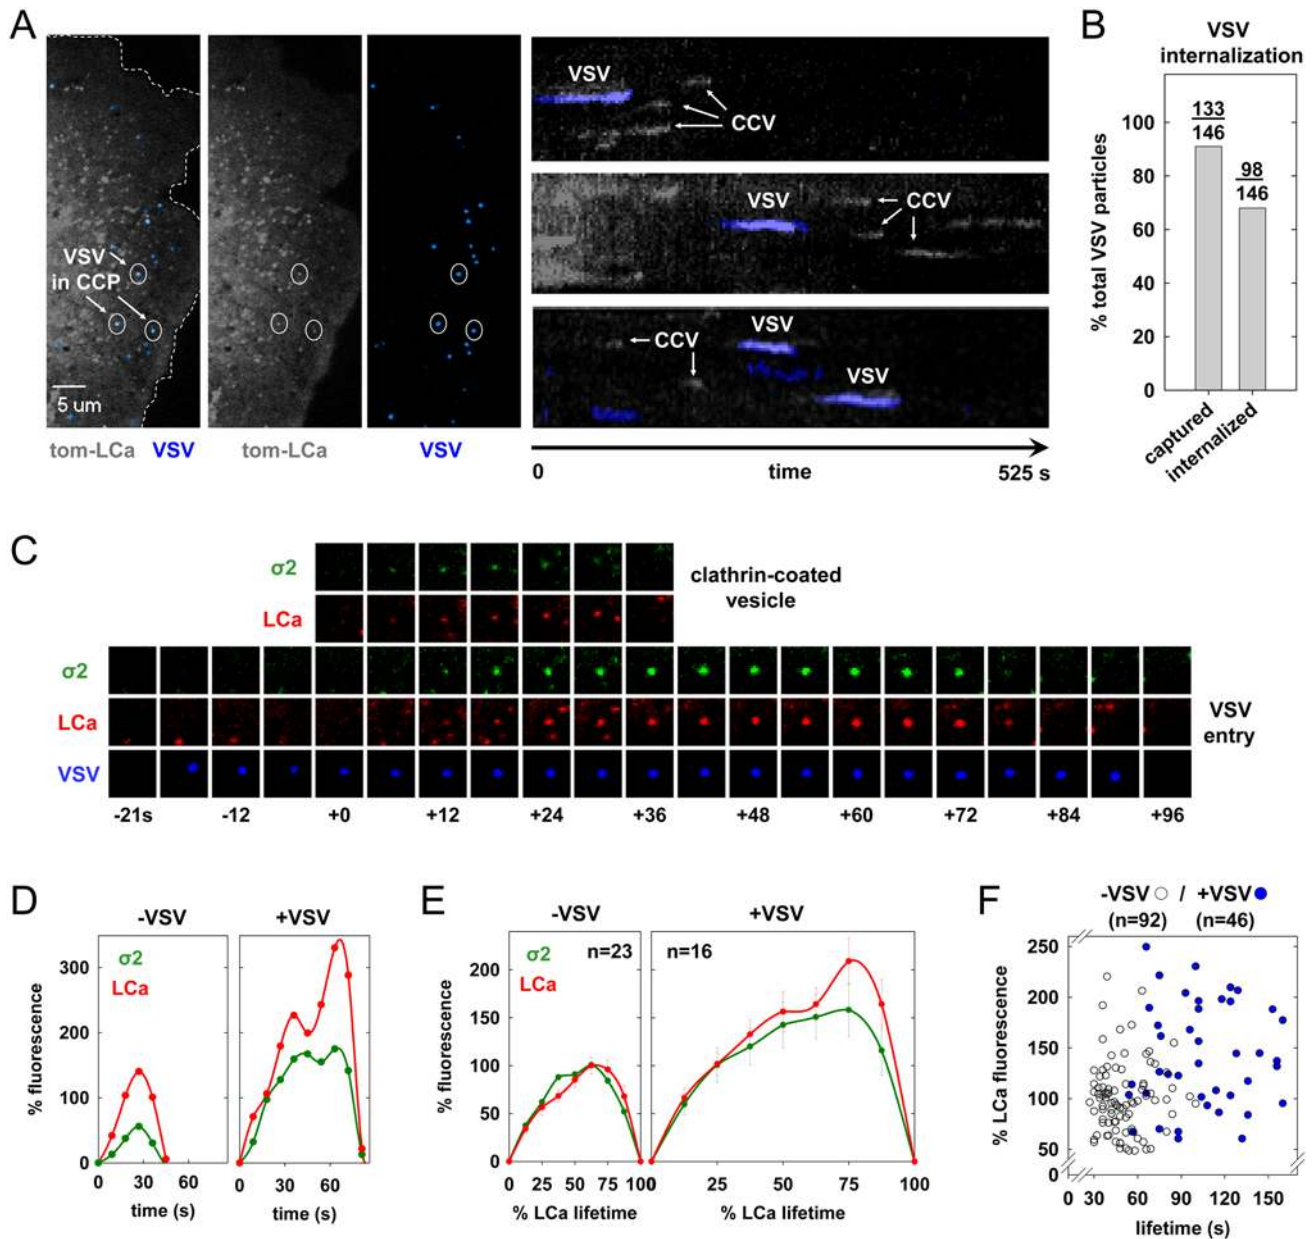 A
VSV
in CCP
5 um
tom-LCa VSV
tom-LCa
VSV
VSV
CCV
VSV
CCV
VSV
CCV
VSV
0 time 525 s
B
VSV
internalization
% total VSV particles
100
80
60
40
20
0
133
146
98
146
captured
internalized
C
σ2
LCa
clathrin-coated
vesicle
σ2
LCa
VSV
VSV
entry
-21s -12 +0 +12 +24 +36 +48 +60 +72 +84 +96
D
-VSV +VSV
σ2
LCa
% fluorescence
300
200
100
0
0 30 60
0 30 60
time (s) time (s)
E
-VSV +VSV
σ2
LCa
n=23
n=16
% fluorescence
200
150
100
50
0
0 25 50 75 100
0 25 50 75 100
% LCa lifetime % LCa lifetime
F
-VSV / +VSV
(n=92) (n=46)
% LCa fluorescence
250
200
150
100
50
0
0 30 60 90 120 150
lifetime (s)